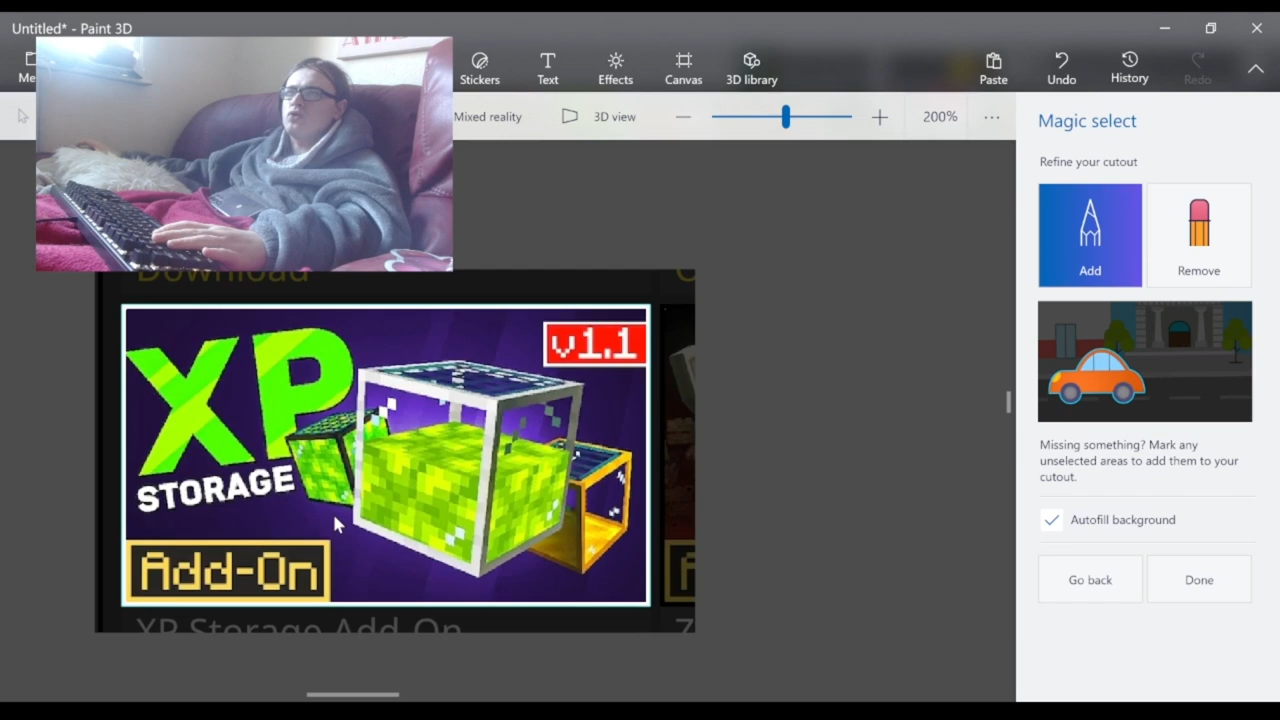 Untitled* - Paint 3D
Me
Stickers
Text
Effects
Canvas
3D library
Paste
Undo
History
Redo
Mixed reality
3D view
200%
Magic select
Refine your cutout
Add
Remove
Missing something? Mark any
unselected areas to add them to your
cutout.
Autofill background
Go back
Done
Download
XP
STORAGE
v1.1
Add-On
XP Storage Add-On